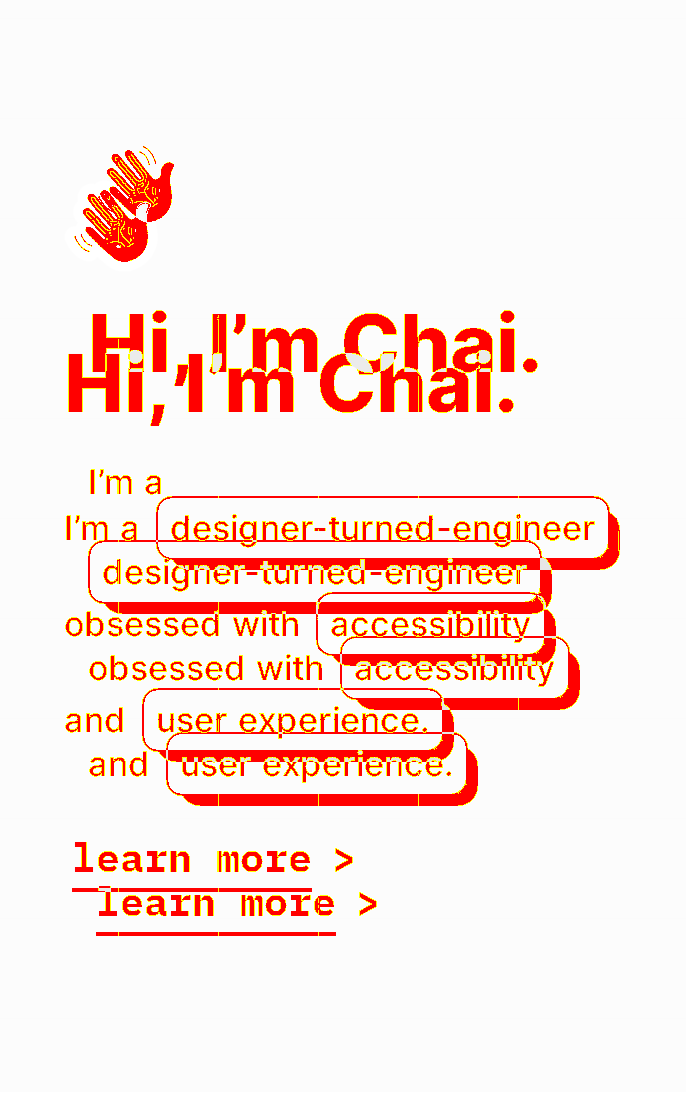 Hi, I’m Chai.
Hi, I’m Chai.
I’m a
I’m a designer-turned-engineer
designer-turned-engineer
obsessed with accessibility
obsessed with accessibility
and user experience.
and user experience.
learn more >
learn more >